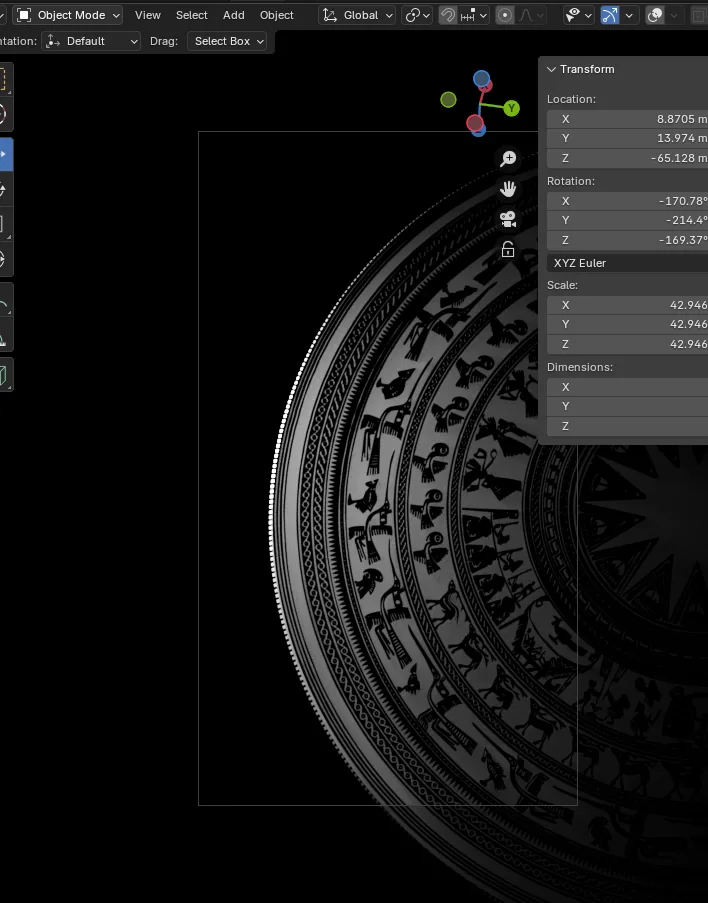 Object Mode View Select Add Object Global
ntation: Default Drag: Select Box
Transform
Y
Location:
X 8.8705 m
Y 13.974 m
Z -65.128 m
Rotation:
X -170.78°
Y -214.4°
Z -169.37°
XYZ Euler
Scale:
X 42.946
Y 42.946
Z 42.946
Dimensions:
X
Y
Z